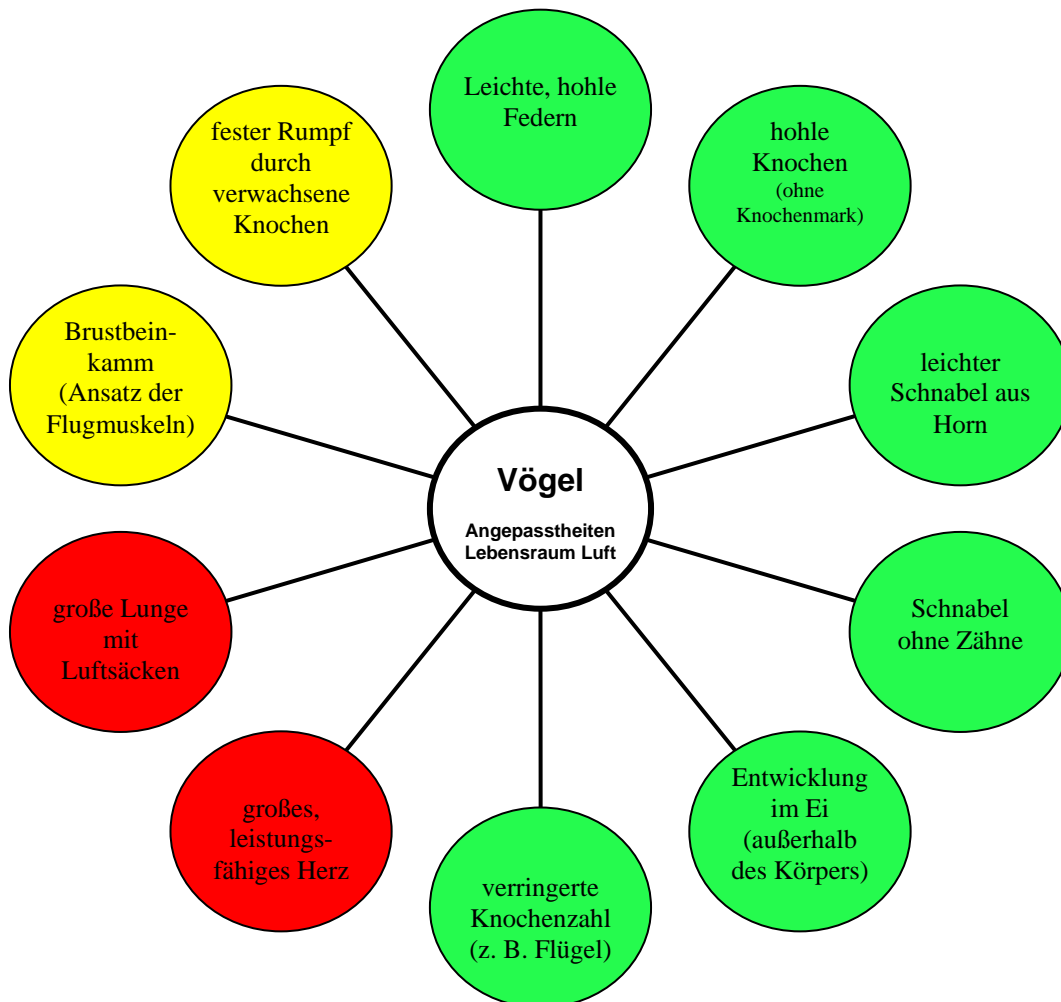 Leichte, hohle
Federn
hohle
Knochen
(ohne
Knochenmark)
leichter
Schnabel aus
Horn
Schnabel
ohne Zähne
Entwicklung
im Ei
(außerhalb
des Körpers)
verringerte
Knochenzahl
(z. B. Flügel)
großes,
leistungs-
fähiges Herz
große Lunge
mit
Luftsäcken
Brustbein-
kamm
(Ansatz der
Flugmuskeln)
fester Rumpf
durch
verwachsene
Knochen
Vögel
Angepasstheiten
Lebensraum Luft